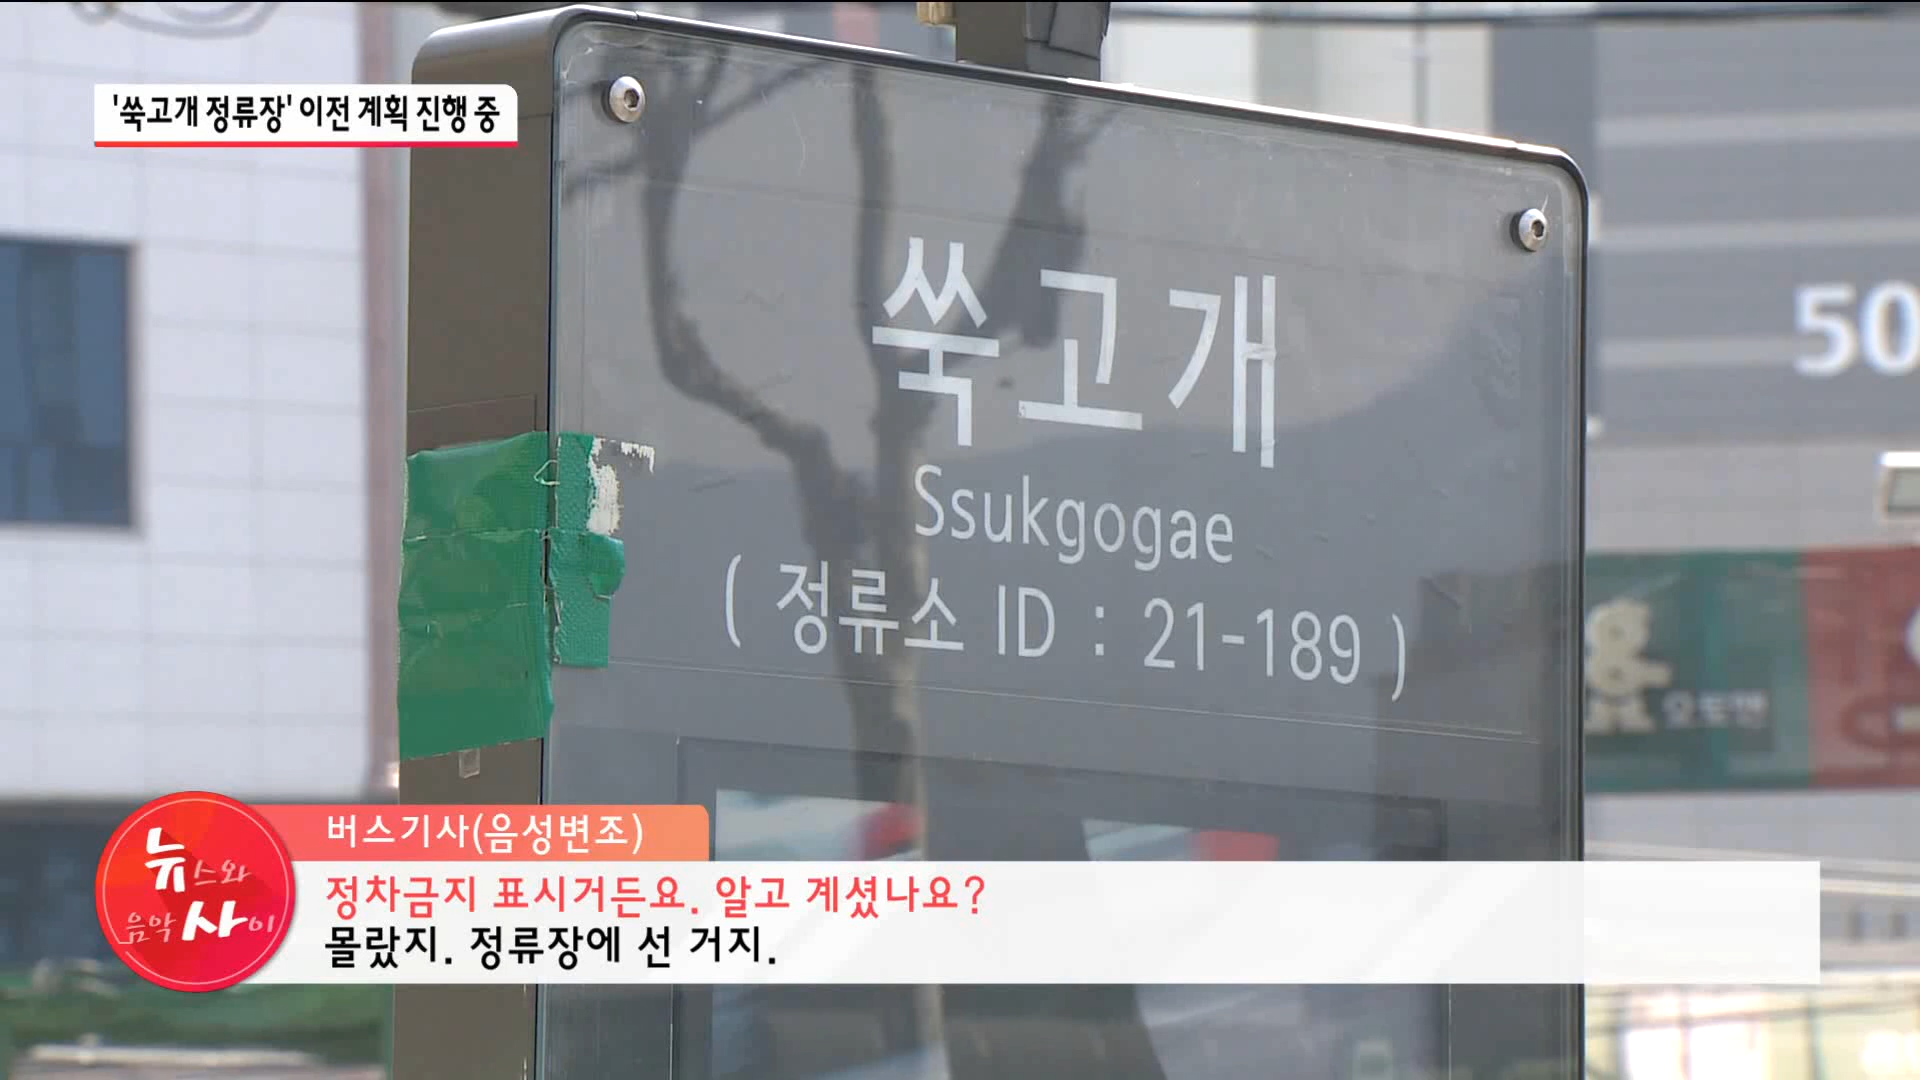 '쑥고개 정류장' 이전 계획 진행 중
쑥고개
Ssukgogae
( 정류소 ID : 21-189 )
50
오토맨
버스기사(음성변조)
뉴스와
음악 사이
정차금지 표시거든요. 알고 계셨나요?
몰랐지. 정류장에 선 거지.